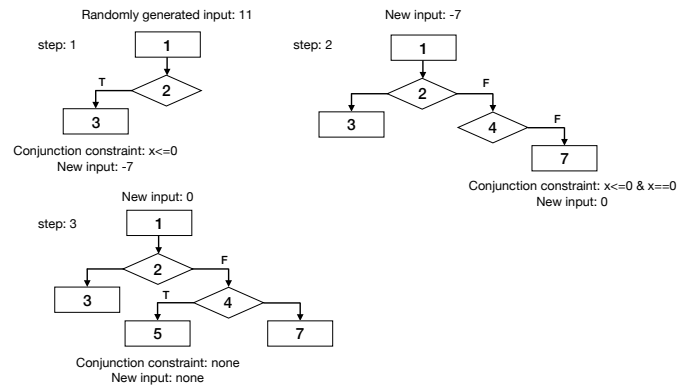 Randomly generated input: 11
step: 1
1
T
2
3
Conjunction constraint: x<=0
New input: -7
New input: -7
step: 2
1
2
F
3
4
F
7
Conjunction constraint: x<=0 & x==0
New input: 0
New input: 0
step: 3
1
2
F
3
T
4
5
7
Conjunction constraint: none
New input: none